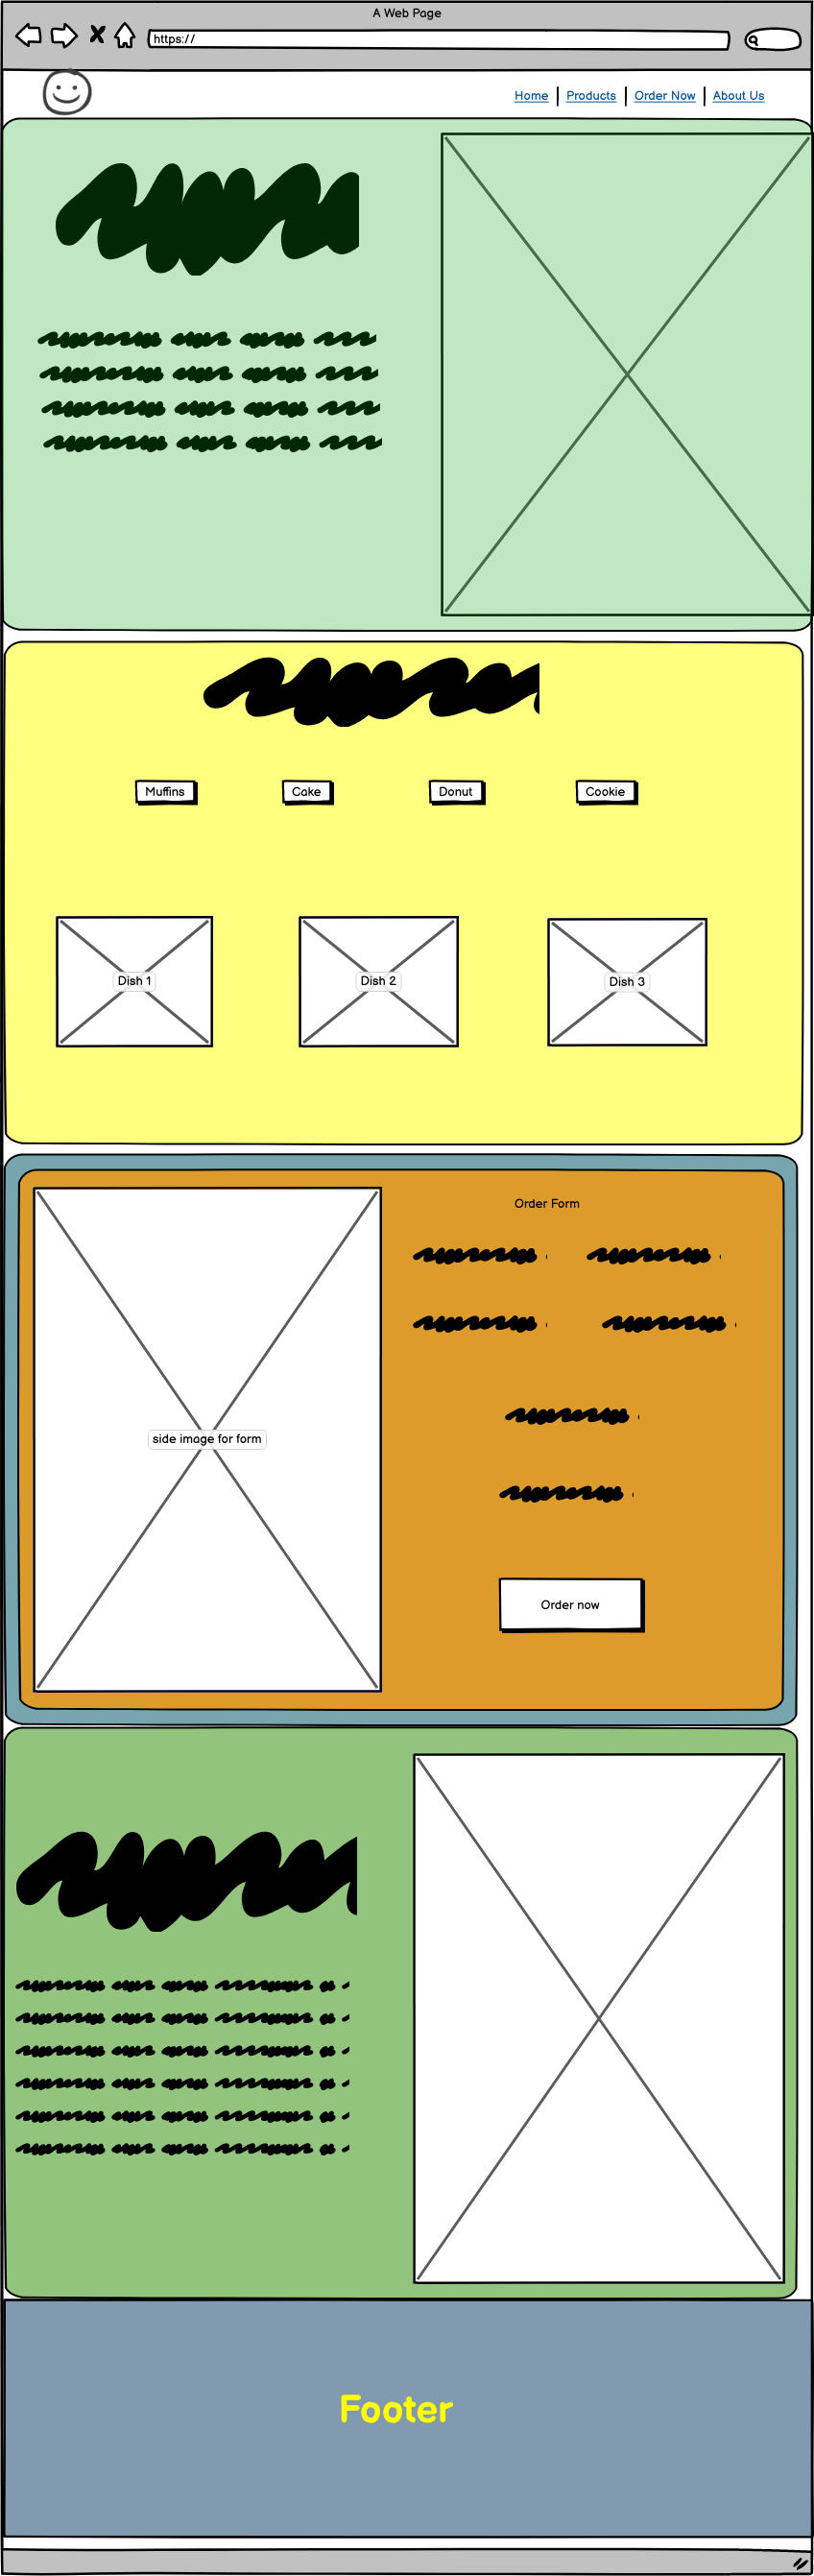 A Web Page
https://
Home Products Order Now About Us
Muffins Cake Donut Cookie
Dish 1 Dish 2 Dish 3
Order Form
side image for form
Order now
Footer